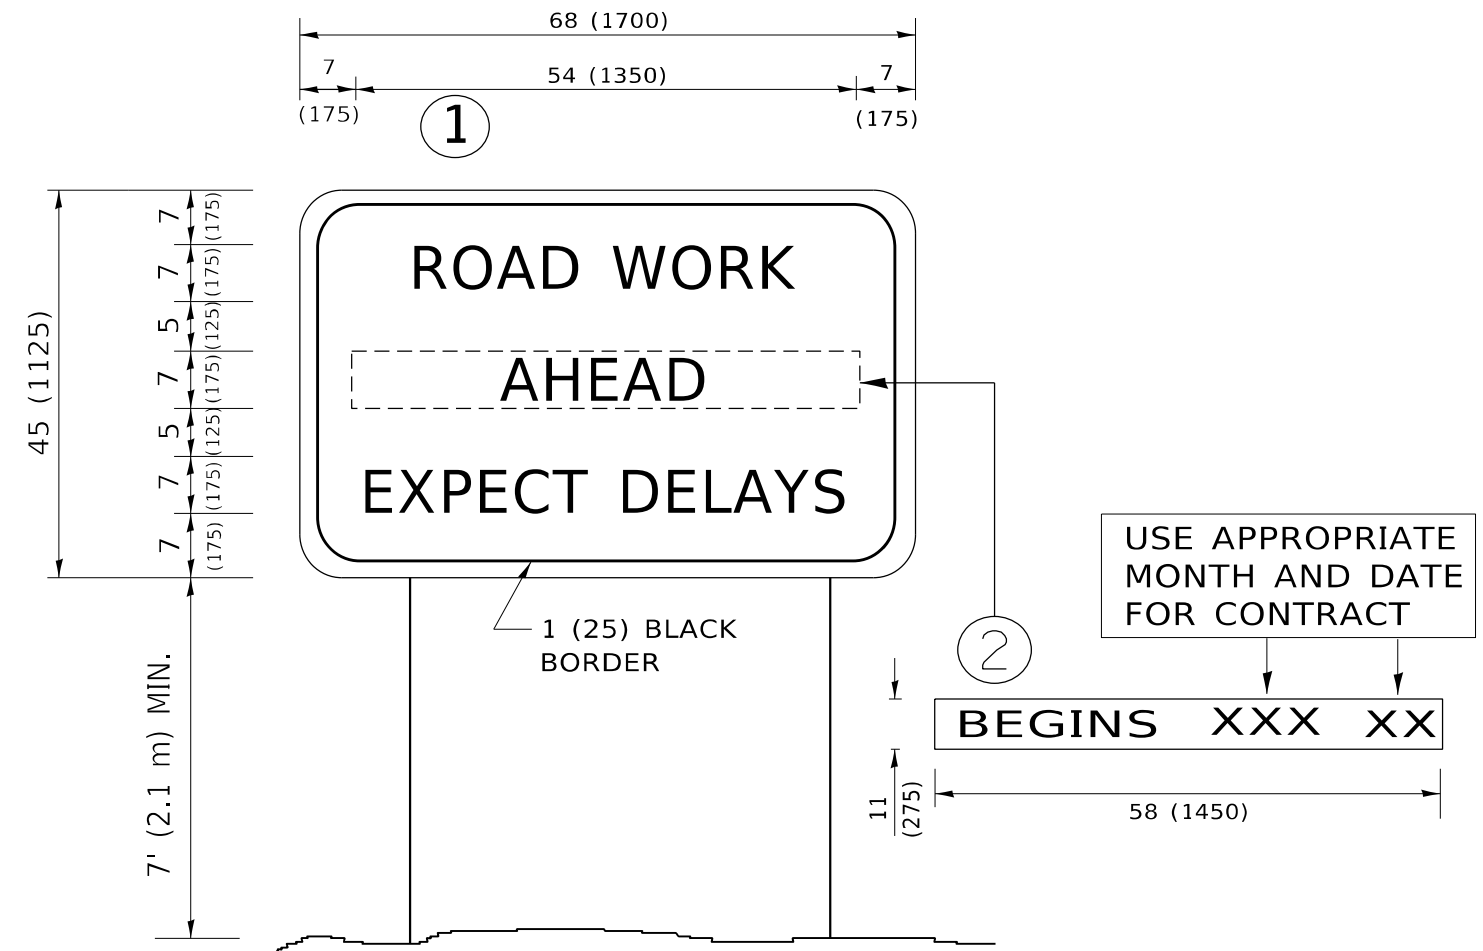 68 (1700)
7
54 (1350)
7
(175)
(175)
1
7
(175)
7
(175)
5
(125)
7
(175)
5
(125)
7
(175)
7
(175)
45 (1125)
ROAD WORK
AHEAD
EXPECT DELAYS
1 (25) BLACK
BORDER
7' (2.1 m) MIN.
2
USE APPROPRIATE
MONTH AND DATE
FOR CONTRACT
BEGINS XXX XX
11
(275)
58 (1450)